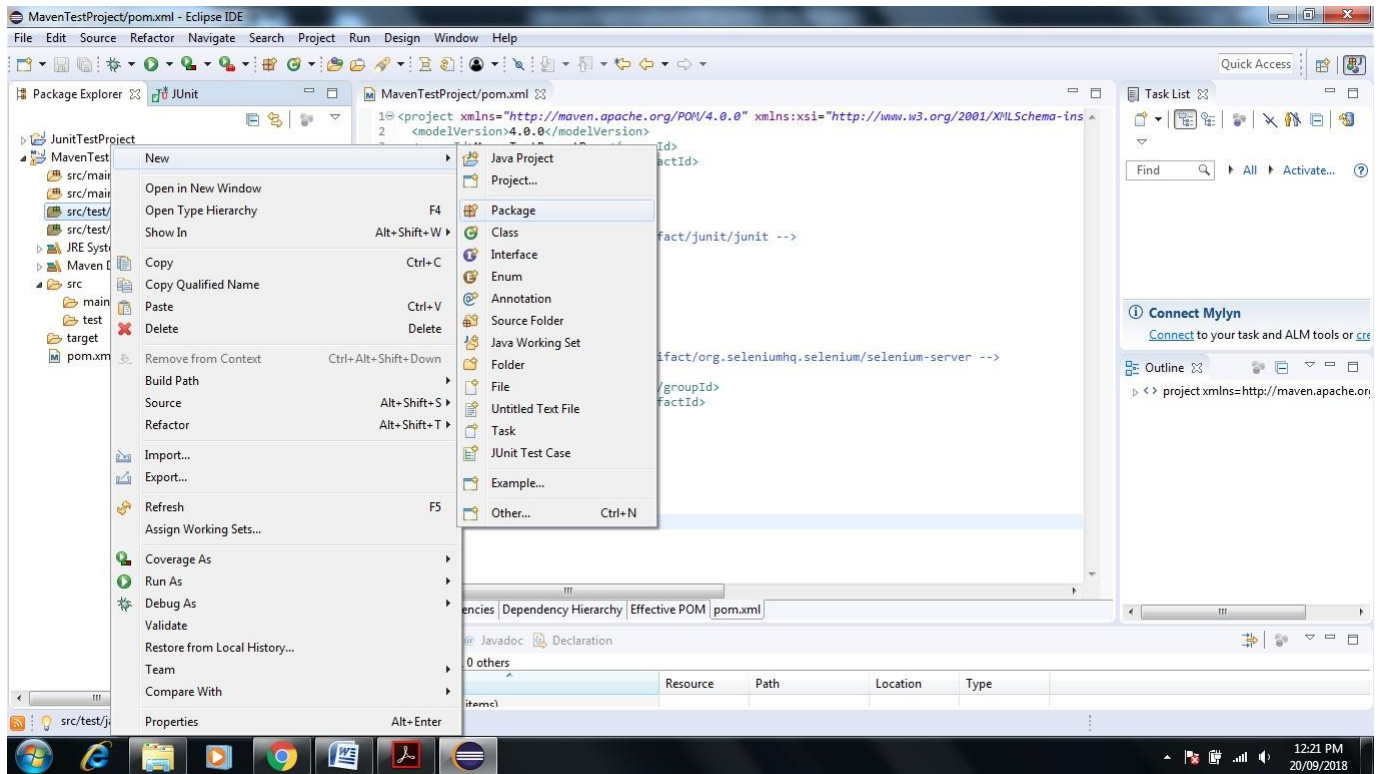 MavenTestProject/pom.xml - Eclipse IDE
File Edit Source Refactor Navigate Search Project Run Design Window Help
Quick Access
Package Explorer
JUnit
JunitTestProject
MavenTest
src/mair
src/mair
src/test/
src/test/
JRE Syst
Maven D
src
main
test
target
pom.xm
MavenTestProject/pom.xml
1 <project xmlns="http://maven.apache.org/POM/4.0.0" xmlns:xsi="http://www.w3.org/2001/XMLSchema-ins
2 <modelVersion>4.0.0</modelVersion>
Id>
actId>
fact/junit/junit -->
ifact/org.seleniumhq.selenium/selenium-server -->
/groupId>
factId>
New
Open in New Window
Open Type Hierarchy F4
Show In Alt+Shift+W
Copy Ctrl+C
Copy Qualified Name
Paste Ctrl+V
Delete Delete
Remove from Context Ctrl+Alt+Shift+Down
Build Path
Source Alt+Shift+S
Refactor Alt+Shift+T
Import...
Export...
Refresh F5
Assign Working Sets...
Coverage As
Run As
Debug As
Validate
Restore from Local History...
Team
Compare With
Properties Alt+Enter
Java Project
Project...
Package
Class
Interface
Enum
Annotation
Source Folder
Java Working Set
Folder
File
Untitled Text File
Task
JUnit Test Case
Example...
Other... Ctrl+N
encies Dependency Hierarchy Effective POM pom.xml
Javadoc Declaration
0 others
Resource Path Location Type
items)
Task List
Find All Activate...
Connect Mylyn
Connect to your task and ALM tools or cre
Outline
project xmlns=http://maven.apache.or
src/test/j
12:21 PM
20/09/2018